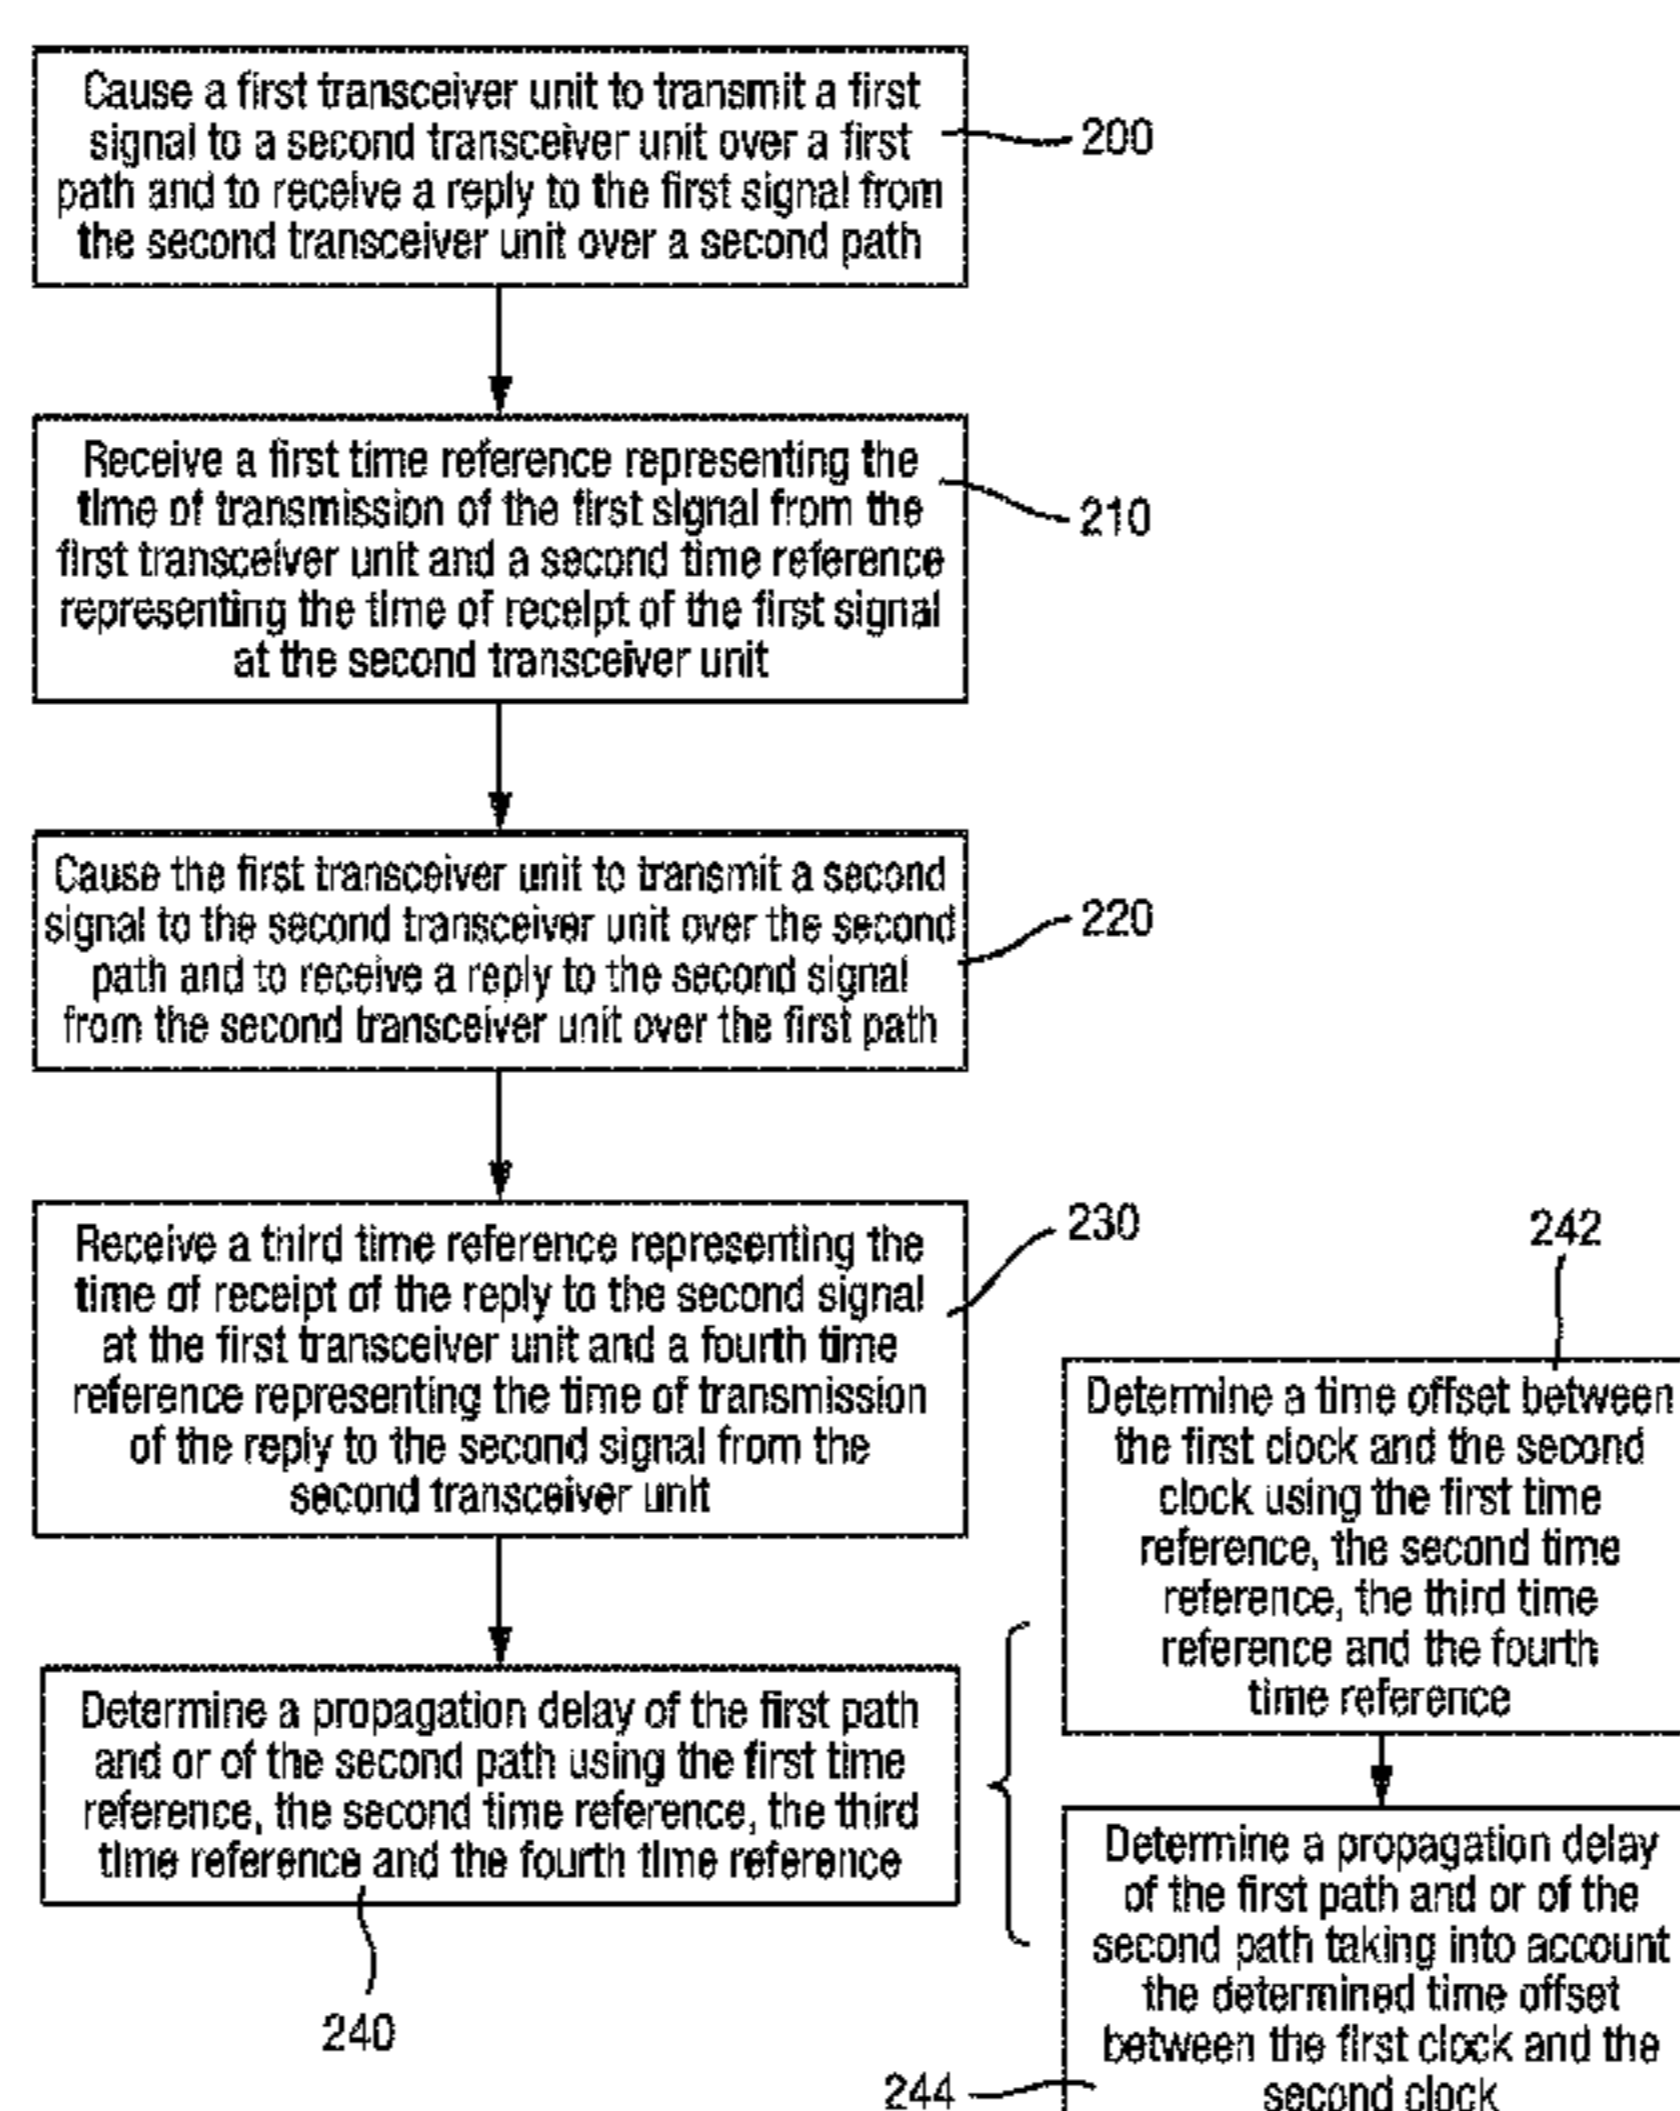 Cause a first transceiver unit to transmit a first
signal to a second transceiver unit over a first
path and to receive a reply to the first signal from
the second transceiver unit over a second path
200
Receive a first time reference representing the
time of transmission of the first signal from the
first transceiver unit and a second time reference
representing the time of receipt of the first signal
at the second transceiver unit
210
Cause the first transceiver unit to transmit a second
signal to the second transceiver unit over the second
path and to receive a reply to the second signal
from the second transceiver unit over the first path
220
Receive a third time reference representing the
time of receipt of the reply to the second signal
at the first transceiver unit and a fourth time
reference representing the time of transmission
of the reply to the second signal from the
second transceiver unit
230
Determine a propagation delay of the first path
and or of the second path using the first time
reference, the second time reference, the third
time reference and the fourth time reference
240
242
Determine a time offset between
the first clock and the second
clock using the first time
reference, the second time
reference, the third time
reference and the fourth
time reference
Determine a propagation delay
of the first path and or of the
second path taking into account
the determined time offset
between the first clock and the
second clock
244